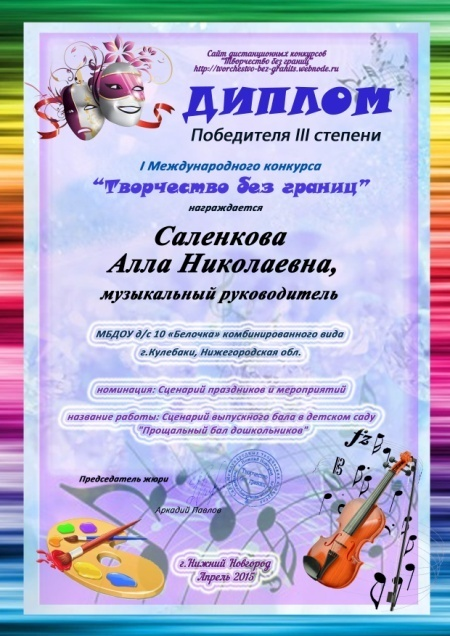 Сайт дистанционных конкурсов
"Творчество без границ"
http://tvorchestvo-bez-granits.webnode.ru
ДИПЛОМ
Победителя III степени
I Международного конкурса
“Творчество без границ”
награждается
Саленкова
Алла Николаевна,
музыкальный руководитель
МБДОУ д/с 10 «Белочка» комбинированного вида
г.Кулебаки, Нижегородская обл.
номинация: Сценарий праздников и мероприятий
название работы: Сценарий выпускного бала в детском саду
"Прощальный бал дошкольников"
Председатель жюри
Аркадий Павлов
г.Нижний Новгород
Апрель 2015